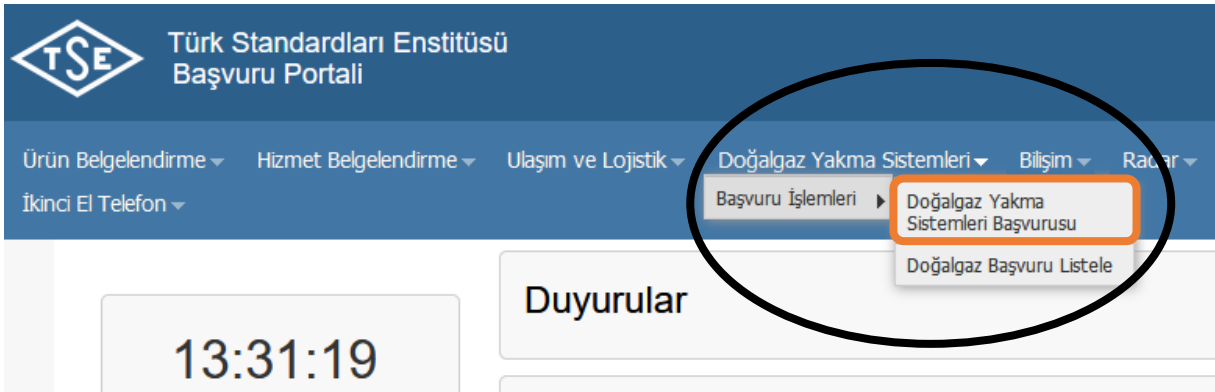 TSE
Türk Standardları Enstitüsü
Başvuru Portali
Ürün Belgelendirme Hizmet Belgelendirme Ulaşım ve Lojistik Doğalgaz Yakma Sistemleri Bilişim Radar
İkinci El Telefon
Başvuru İşlemleri
Doğalgaz Yakma
Sistemleri Başvurusu
Doğalgaz Başvuru Listele
Duyurular
13:31:19